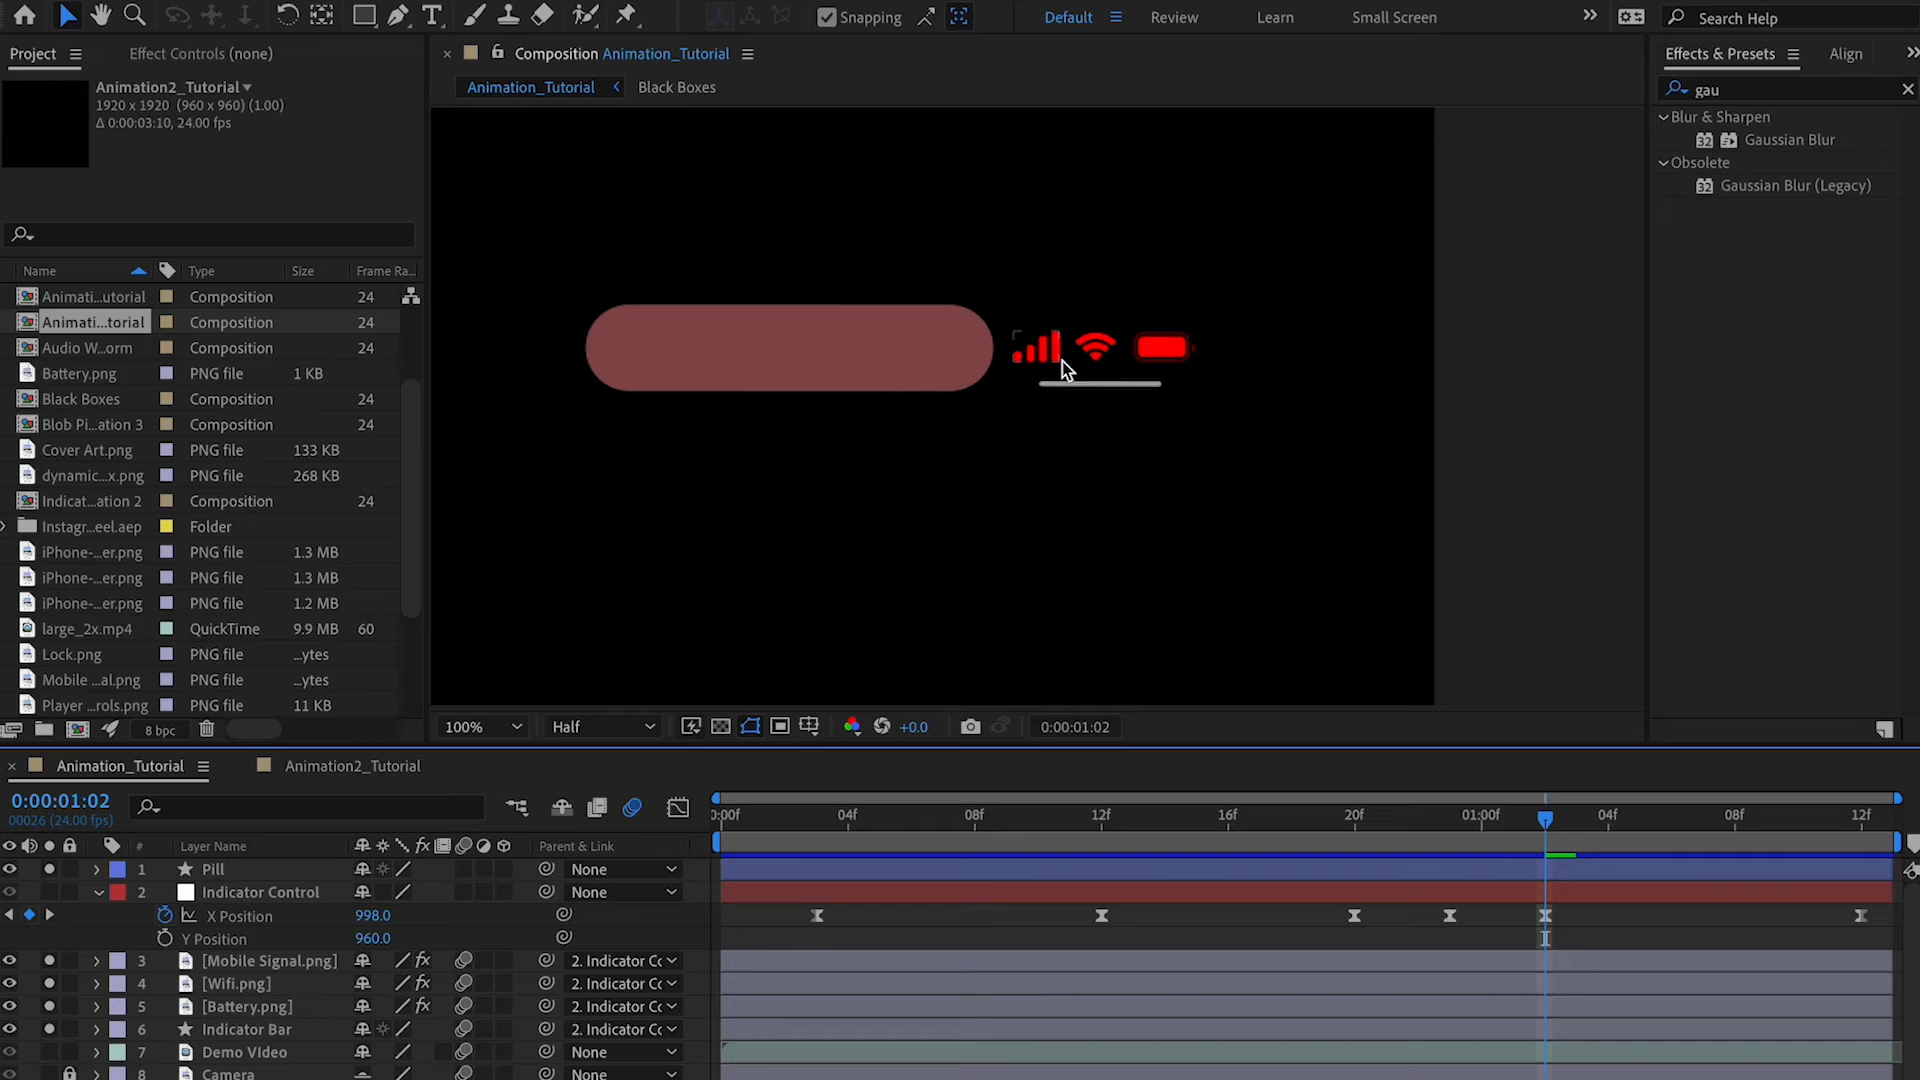 Snapping
Default
Review
Learn
Small Screen
Search Help
Project
Effect Controls (none)
Composition Animation_Tutorial
Effects & Presets
Align
Animation2_Tutorial
1920 x 1920 (960 x 960) (1.00)
Δ 0:00:03:10, 24.00 fps
Animation_Tutorial
Black Boxes
gau
Blur & Sharpen
32 Gaussian Blur
Obsolete
32 Gaussian Blur (Legacy)
Name Type Size Frame Ra...
Animati...utorial Composition 24
Animati...torial Composition 24
Audio W...orm Composition 24
Battery.png PNG file 1 KB
Black Boxes Composition 24
Blob Pi...ation 3 Composition 24
Cover Art.png PNG file 133 KB
dynamic...x.png PNG file 268 KB
Indicat...ation 2 Composition 24
Instagr...eel.aep Folder
iPhone-...er.png PNG file 1.3 MB
iPhone-...er.png PNG file 1.3 MB
iPhone-...er.png PNG file 1.2 MB
large_2x.mp4 QuickTime 9.9 MB 60
Lock.png PNG file ...ytes
Mobile ...al.png PNG file ...ytes
Player ...rols.png PNG file 11 KB
8 bpc
100% Half +0.0 0:00:01:02
Animation_Tutorial
Animation2_Tutorial
0:00:01:02
00026 (24.00 fps)
:00f 04f 08f 12f 16f 20f 01:00f 04f 08f 12f
# Layer Name fx Parent & Link
1 Pill None
2 Indicator Control None
X Position 998.0
Y Position 960.0
3 [Mobile Signal.png] fx 2. Indicator Cc
4 [Wifi.png] fx 2. Indicator Cc
5 [Battery.png] fx 2. Indicator Cc
6 Indicator Bar 2. Indicator Cc
7 Demo VIdeo None
8 Camera None